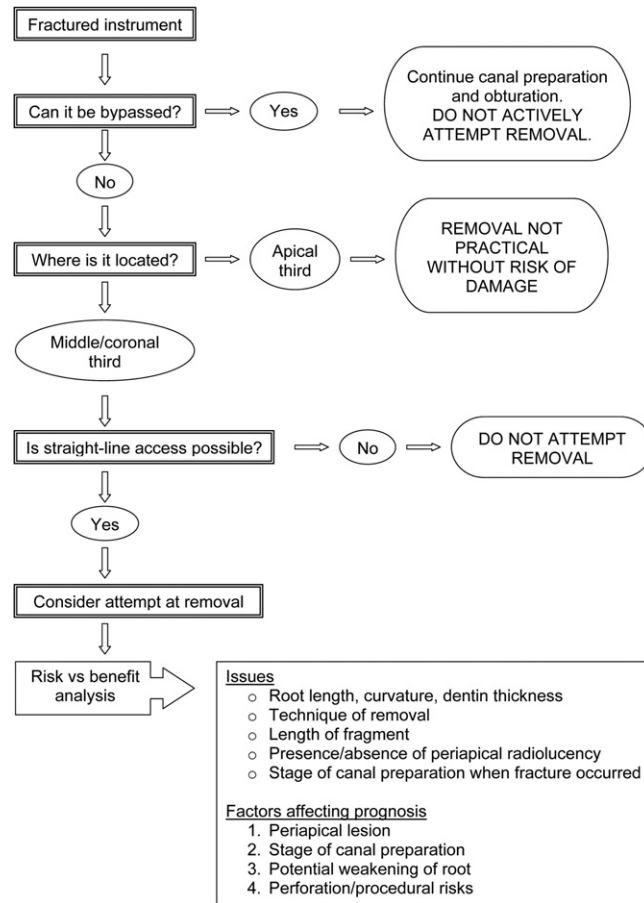 Fractured instrument
Can it be bypassed?
Yes
Continue canal preparation
and obturation.
DO NOT ACTIVELY
ATTEMPT REMOVAL.
No
Where is it located?
Apical
third
REMOVAL NOT
PRACTICAL
WITHOUT RISK OF
DAMAGE
Middle/coronal
third
Is straight-line access possible?
No
DO NOT ATTEMPT
REMOVAL
Yes
Consider attempt at removal
Risk vs benefit
analysis
Issues
○ Root length, curvature, dentin thickness
○ Technique of removal
○ Length of fragment
○ Presence/absence of periapical radiolucency
○ Stage of canal preparation when fracture occurred
Factors affecting prognosis
1. Periapical lesion
2. Stage of canal preparation
3. Potential weakening of root
4. Perforation/procedural risks